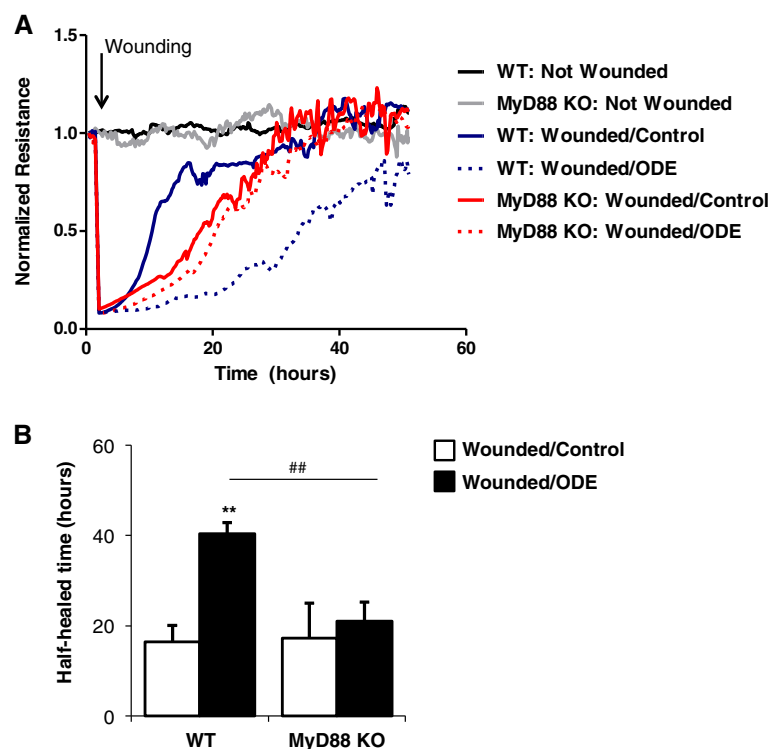 A
Wounding
Normalized Resistance
1.5
1.0
0.5
0.0
0
20
40
60
Time (hours)
WT: Not Wounded
MyD88 KO: Not Wounded
WT: Wounded/Control
WT: Wounded/ODE
MyD88 KO: Wounded/Control
MyD88 KO: Wounded/ODE
B
Half-healed time (hours)
60
40
20
0
**
##
WT
MyD88 KO
Wounded/Control
Wounded/ODE